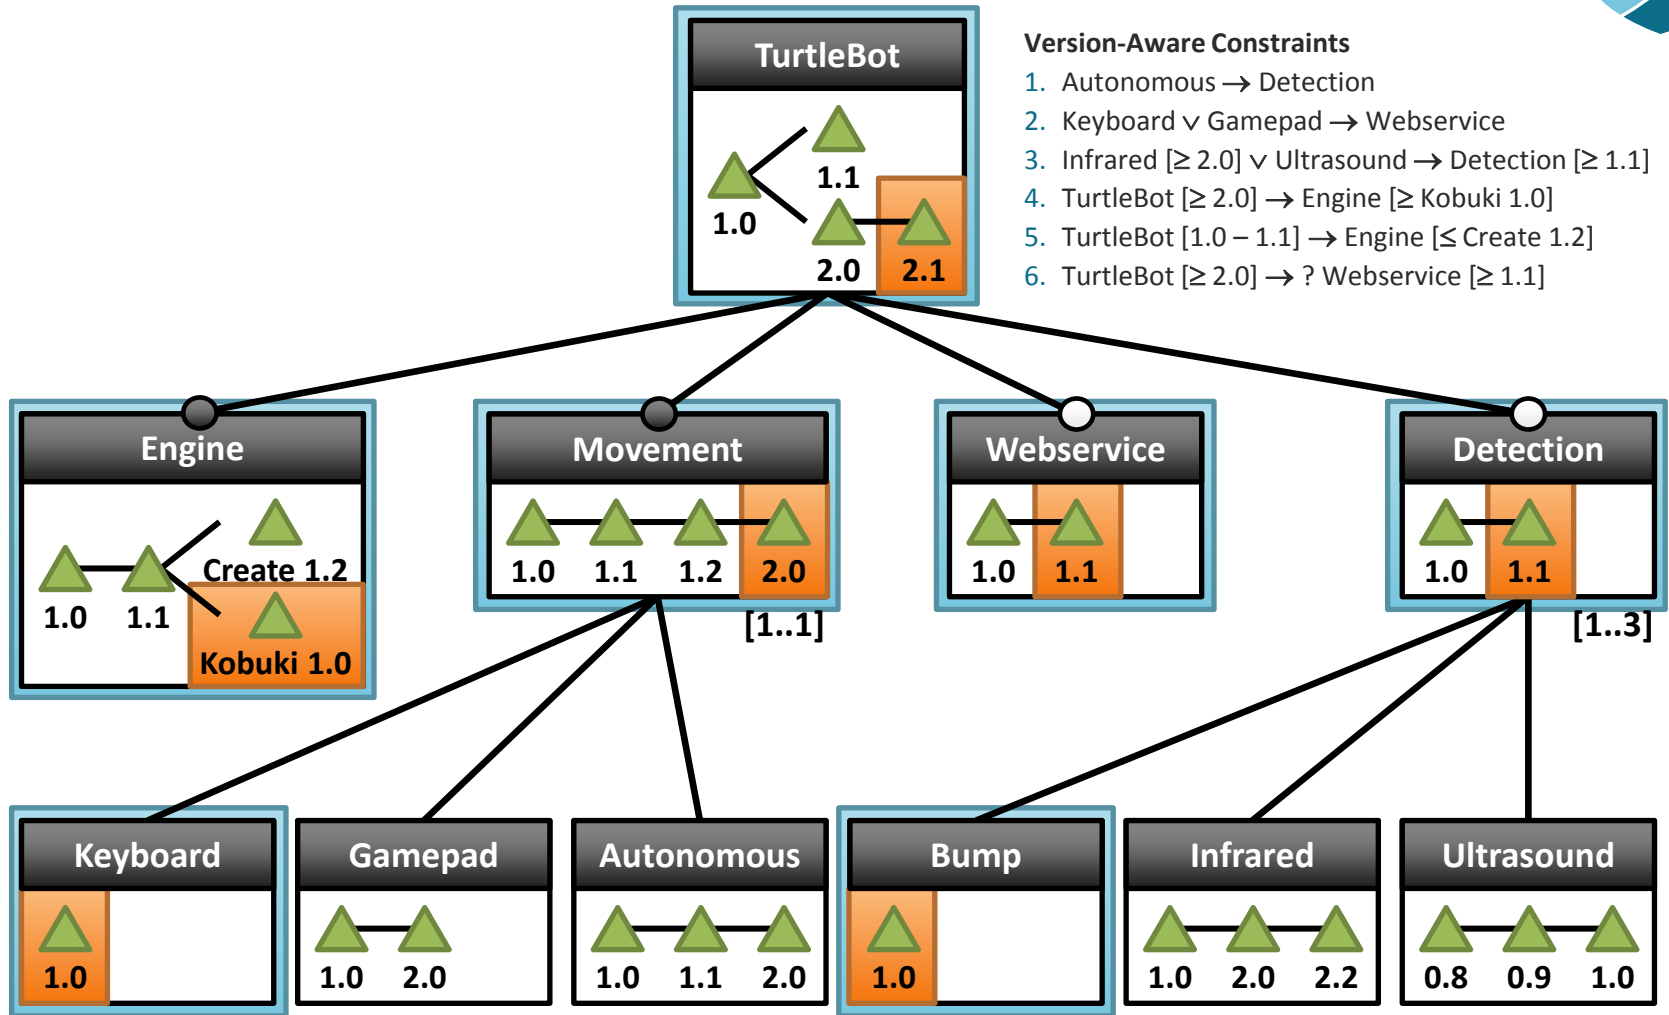 TurtleBot
1.0
1.1
2.0
2.1
Version-Aware Constraints
1. Autonomous → Detection
2. Keyboard ∨ Gamepad → Webservice
3. Infrared [≥ 2.0] ∨ Ultrasound → Detection [≥ 1.1]
4. TurtleBot [≥ 2.0] → Engine [≥ Kobuki 1.0]
5. TurtleBot [1.0 – 1.1] → Engine [≤ Create 1.2]
6. TurtleBot [≥ 2.0] → ? Webservice [≥ 1.1]
Engine
1.0
1.1
Create 1.2
Kobuki 1.0
Movement
1.0 1.1 1.2 2.0
[1..1]
Webservice
1.0 1.1
Detection
1.0 1.1
[1..3]
Keyboard
1.0
Gamepad
1.0 2.0
Autonomous
1.0 1.1 2.0
Bump
1.0
Infrared
1.0 2.0 2.2
Ultrasound
0.8 0.9 1.0